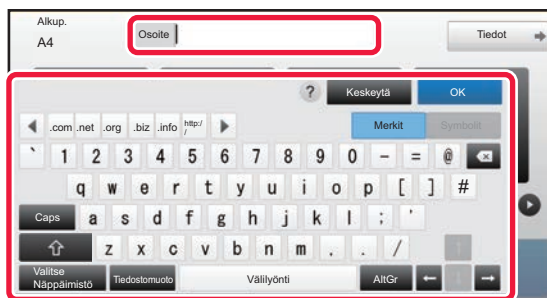 Alkup.
A4
Osoite
Tiedot
? Keskeytä OK
.com .net .org .biz .info http:/
/
Merkit Symbolit
` 1 2 3 4 5 6 7 8 9 0 - = @
q w e r t y u i o p [ ] #
Caps a s d f g h j k l ; '
z x c v b n m , . /
Valitse
Näppäimistö Tiedostomuoto Välilyönti AltGr